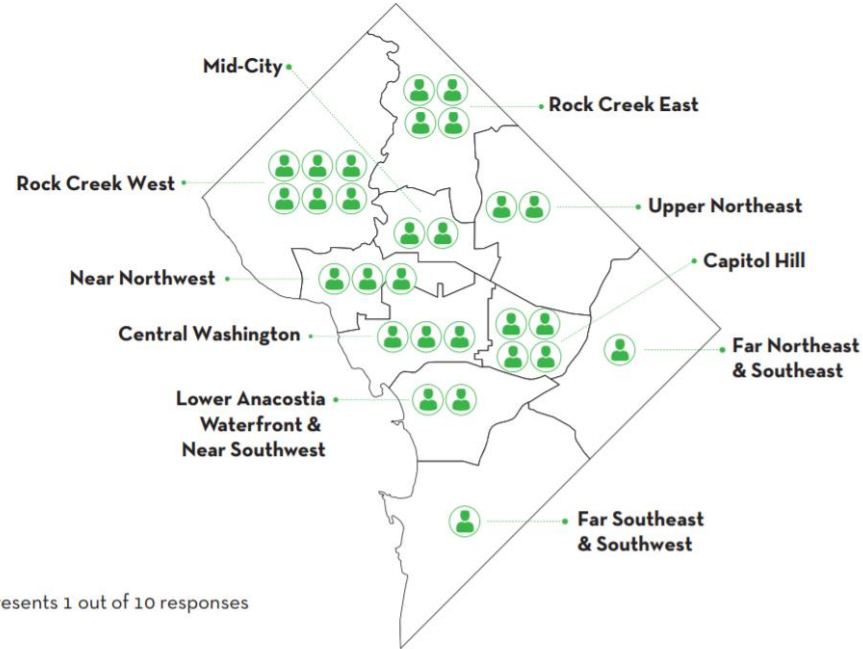 Mid-City
Rock Creek East
Rock Creek West
Upper Northeast
Capitol Hill
Near Northwest
Central Washington
Far Northeast
& Southeast
Lower Anacostia
Waterfront &
Near Southwest
Far Southeast
& Southwest
1 out of 10 responses